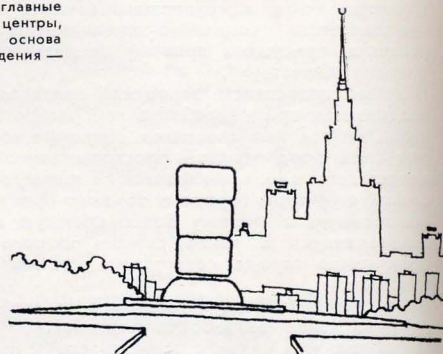 главные
центры,
основа
дения —